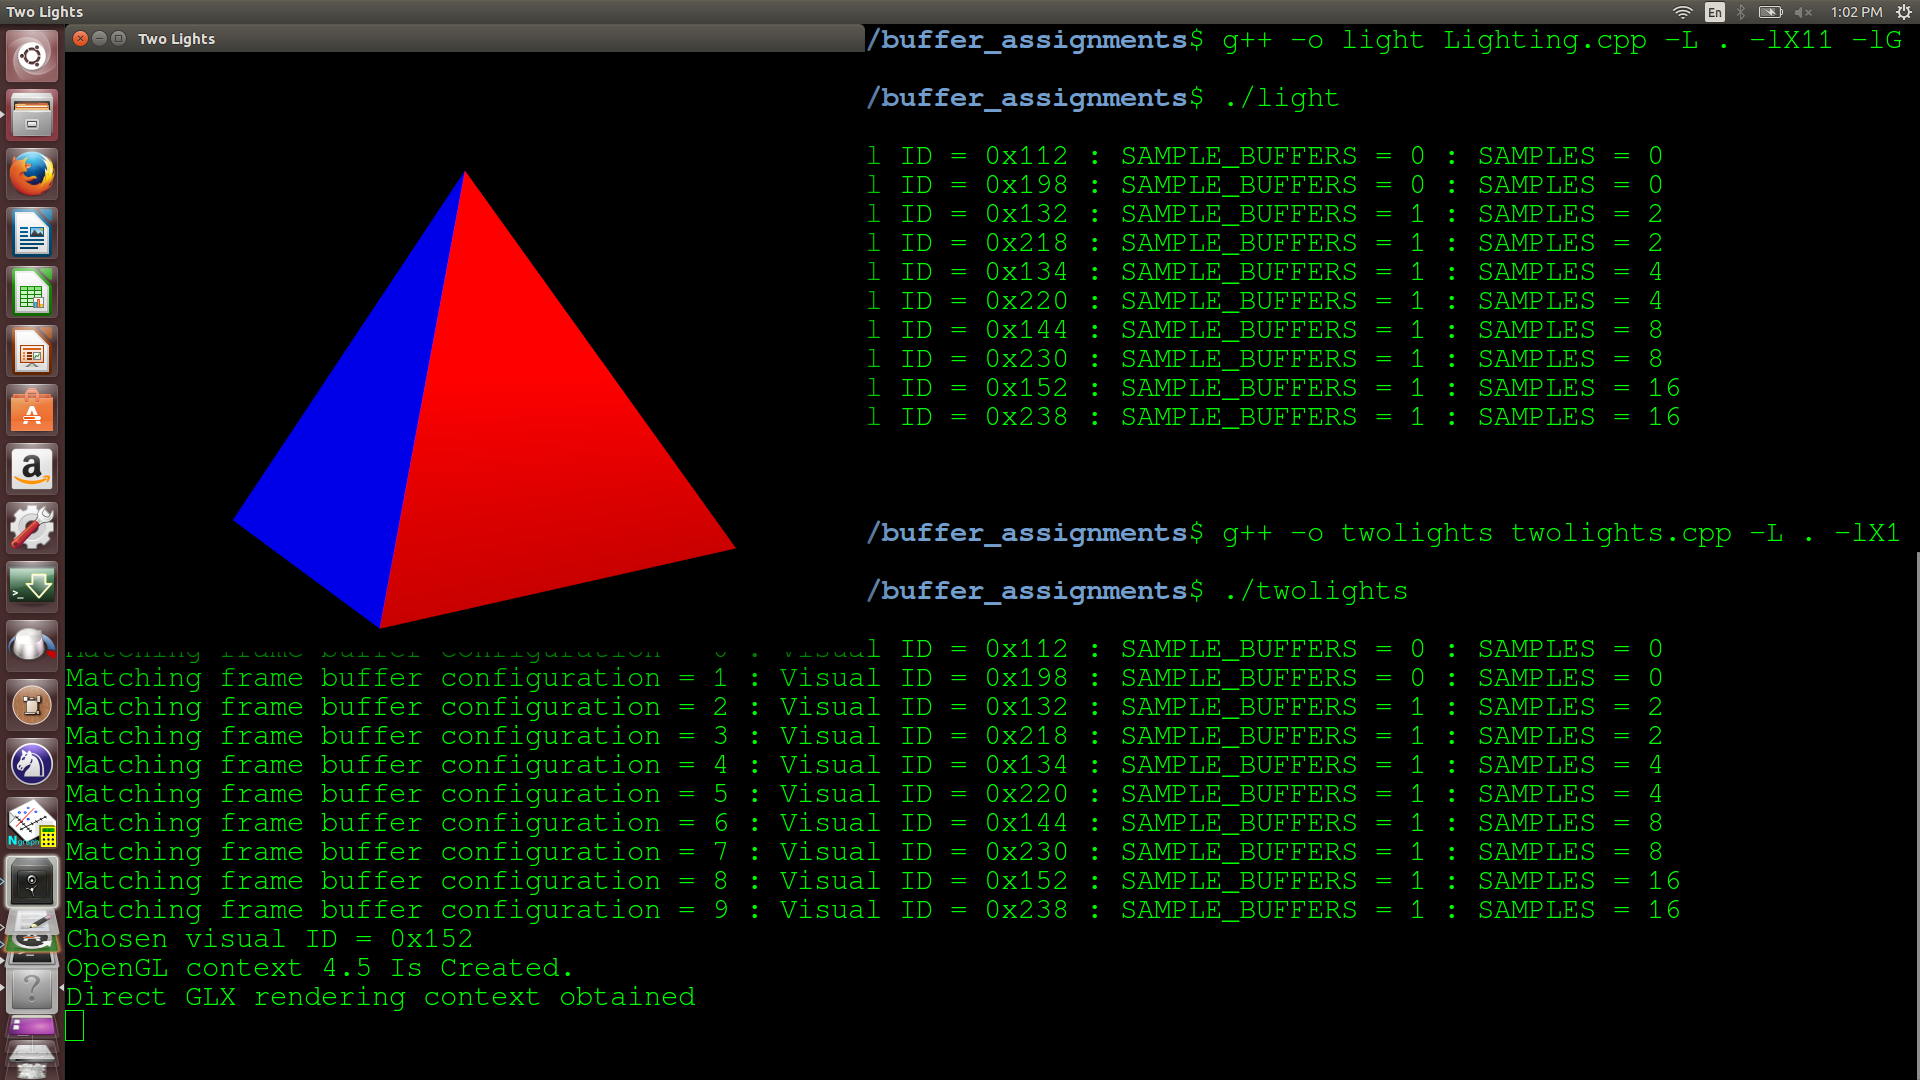 Two Lights
En
1:02 PM
Two Lights
/buffer_assignments$ g++ -o light Lighting.cpp -L . -lX11 -lG
/buffer_assignments$ ./light
l ID = 0x112 : SAMPLE_BUFFERS = 0 : SAMPLES = 0
l ID = 0x198 : SAMPLE_BUFFERS = 0 : SAMPLES = 0
l ID = 0x132 : SAMPLE_BUFFERS = 1 : SAMPLES = 2
l ID = 0x218 : SAMPLE_BUFFERS = 1 : SAMPLES = 2
l ID = 0x134 : SAMPLE_BUFFERS = 1 : SAMPLES = 4
l ID = 0x220 : SAMPLE_BUFFERS = 1 : SAMPLES = 4
l ID = 0x144 : SAMPLE_BUFFERS = 1 : SAMPLES = 8
l ID = 0x230 : SAMPLE_BUFFERS = 1 : SAMPLES = 8
l ID = 0x152 : SAMPLE_BUFFERS = 1 : SAMPLES = 16
l ID = 0x238 : SAMPLE_BUFFERS = 1 : SAMPLES = 16
/buffer_assignments$ g++ -o twolights twolights.cpp -L . -lX1
/buffer_assignments$ ./twolights
Matching frame buffer configuration = 0 : Visual ID = 0x112 : SAMPLE_BUFFERS = 0 : SAMPLES = 0
Matching frame buffer configuration = 1 : Visual ID = 0x198 : SAMPLE_BUFFERS = 0 : SAMPLES = 0
Matching frame buffer configuration = 2 : Visual ID = 0x132 : SAMPLE_BUFFERS = 1 : SAMPLES = 2
Matching frame buffer configuration = 3 : Visual ID = 0x218 : SAMPLE_BUFFERS = 1 : SAMPLES = 2
Matching frame buffer configuration = 4 : Visual ID = 0x134 : SAMPLE_BUFFERS = 1 : SAMPLES = 4
Matching frame buffer configuration = 5 : Visual ID = 0x220 : SAMPLE_BUFFERS = 1 : SAMPLES = 4
Matching frame buffer configuration = 6 : Visual ID = 0x144 : SAMPLE_BUFFERS = 1 : SAMPLES = 8
Matching frame buffer configuration = 7 : Visual ID = 0x230 : SAMPLE_BUFFERS = 1 : SAMPLES = 8
Matching frame buffer configuration = 8 : Visual ID = 0x152 : SAMPLE_BUFFERS = 1 : SAMPLES = 16
Matching frame buffer configuration = 9 : Visual ID = 0x238 : SAMPLE_BUFFERS = 1 : SAMPLES = 16
Chosen visual ID = 0x152
OpenGL context 4.5 Is Created.
Direct GLX rendering context obtained